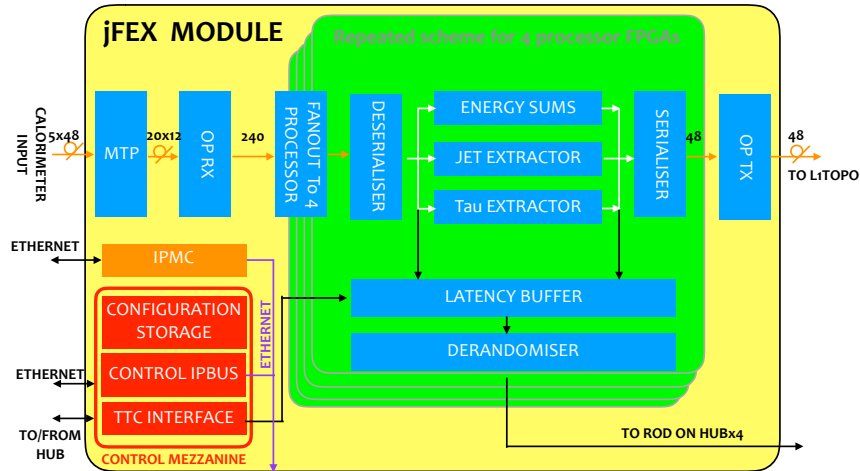 jFEX MODULE
Repeated scheme for 4 processor FPGAs
CALORIMETER
INPUT
5x48
MTP
20x12
OP RX
240
FANOUT To 4
PROCESSOR
DESERIALISER
ENERGY SUMS
JET EXTRACTOR
Tau EXTRACTOR
SERIALISER
48
OP TX
48
TO L1TOPO
ETHERNET
IPMC
LATENCY BUFFER
DERANDOMISER
ETHERNET
CONFIGURATION
STORAGE
CONTROL IPBUS
ETHERNET
TTC INTERFACE
TO/FROM
HUB
CONTROL MEZZANINE
TO ROD ON HUBx4